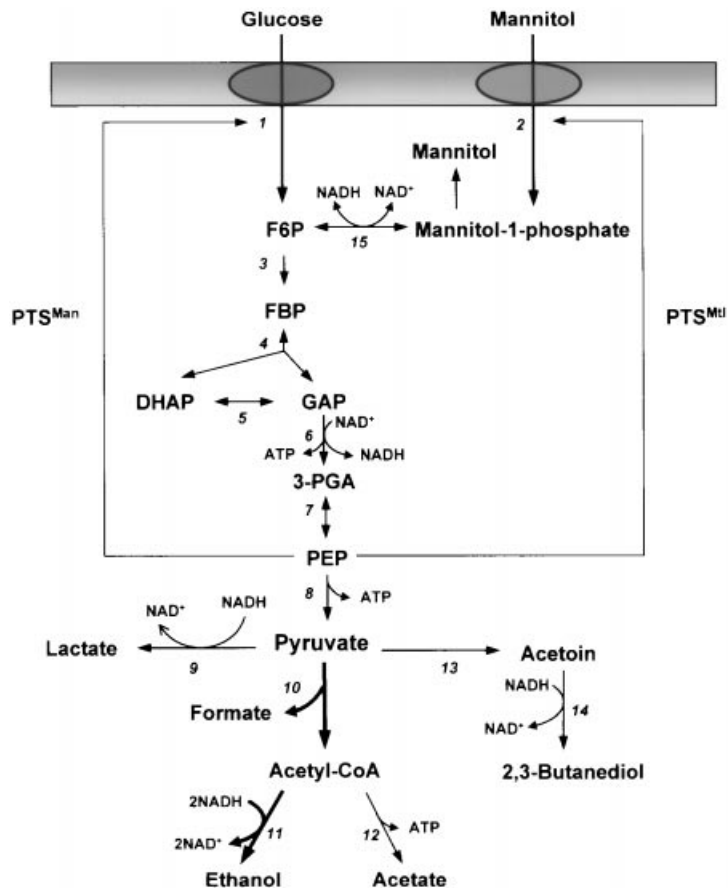 Glucose Mannitol
1 2
Mannitol
NADH NAD⁺
F6P Mannitol-1-phosphate
15
3
PTSᴹᵃⁿ FBP PTSᴹᵗˡ
4
DHAP GAP
5
6 NAD⁺
ATP NADH
3-PGA
7
PEP
8 ATP
NAD⁺ NADH
Lactate Pyruvate Acetoin
9 13
10 NADH
Formate 14
NAD⁺
Acetyl-CoA 2,3-Butanediol
2NADH
11 12 ATP
2NAD⁺
Ethanol Acetate